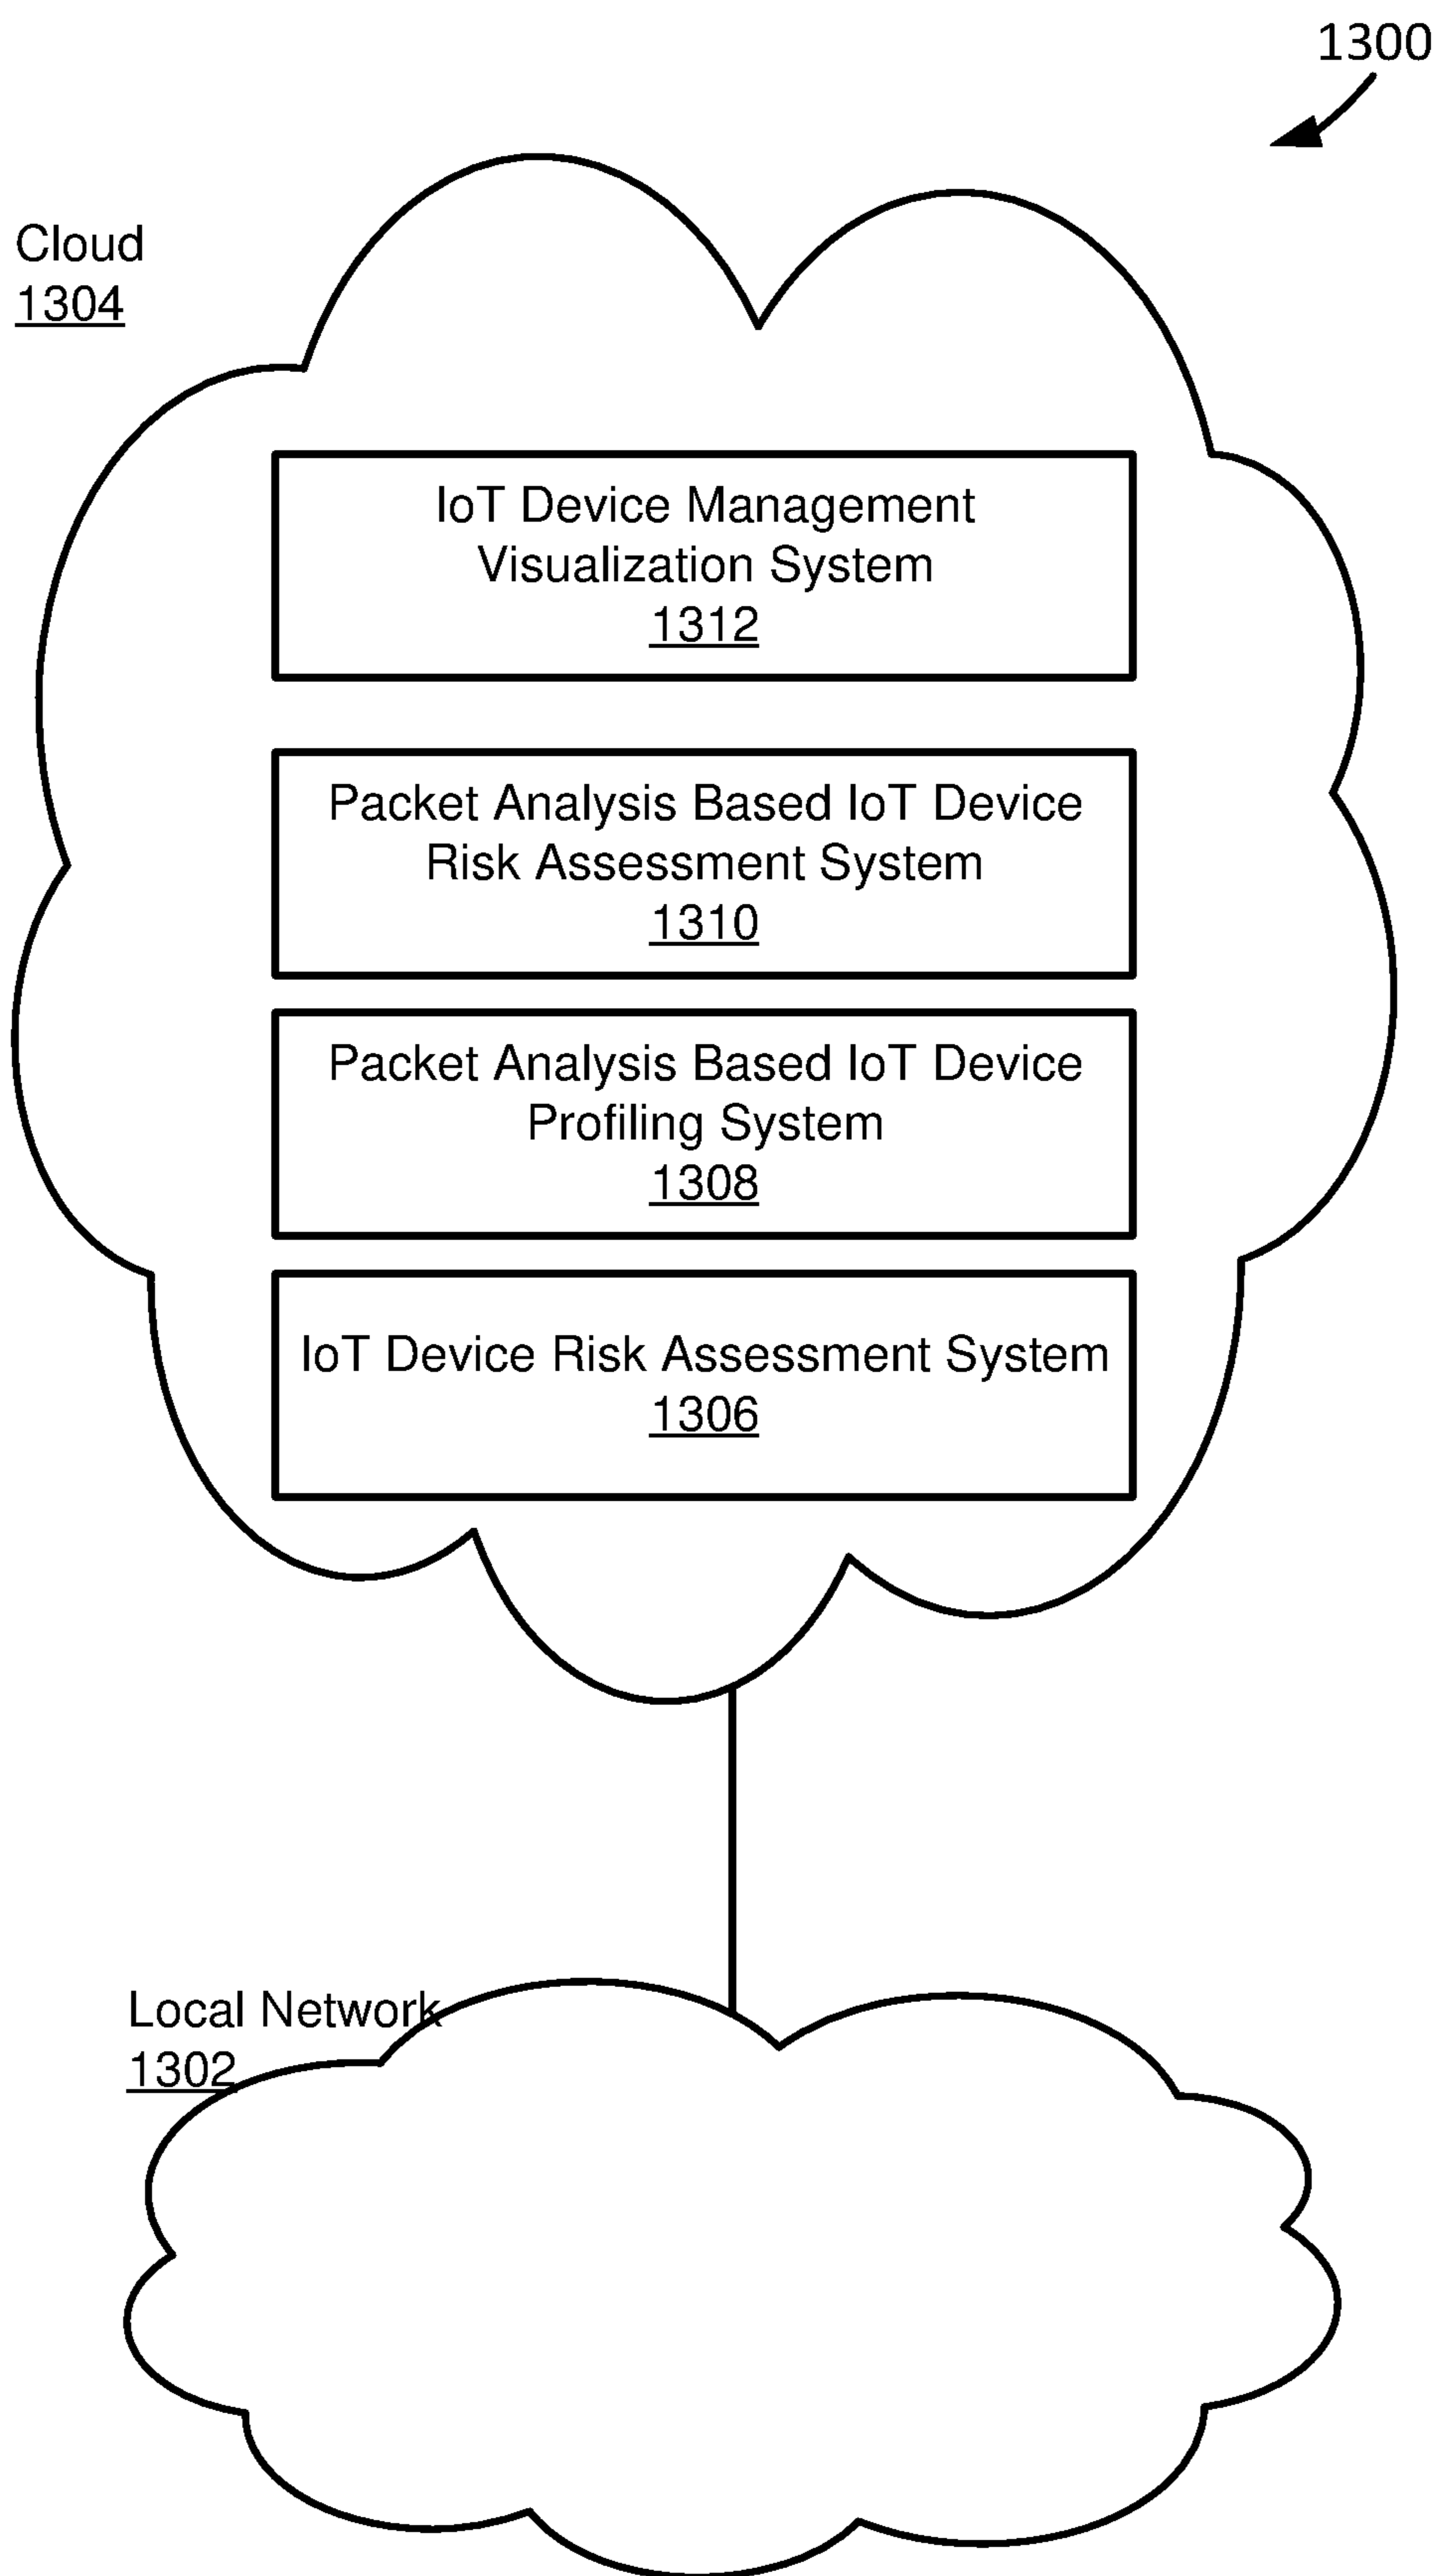 1300
Cloud
1304
IoT Device Management
Visualization System
1312
Packet Analysis Based IoT Device
Risk Assessment System
1310
Packet Analysis Based IoT Device
Profiling System
1308
IoT Device Risk Assessment System
1306
Local Network
1302